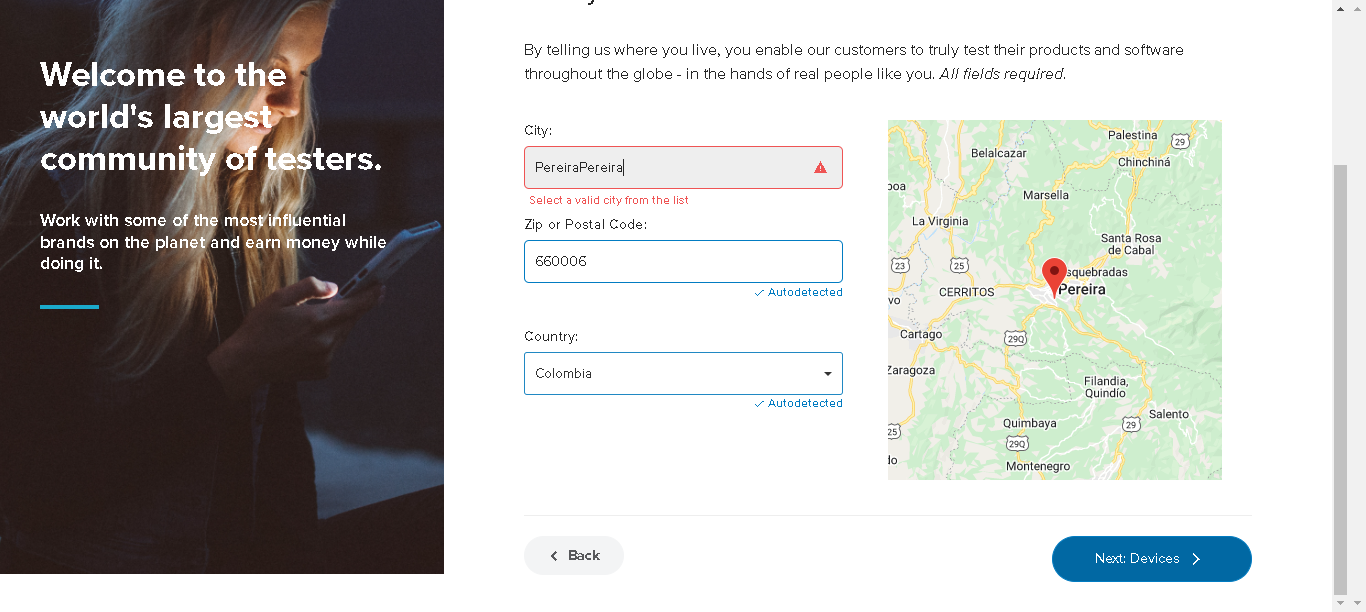 Welcome to the
world's largest
community of testers.
Work with some of the most influential
brands on the planet and earn money while
doing it.
By telling us where you live, you enable our customers to truly test their products and software
throughout the globe - in the hands of real people like you. All fields required.
City:
PereiraPereira
Select a valid city from the list
Zip or Postal Code:
660006
Autodetected
Country:
Colombia
Autodetected
Palestina
29
Belalcazar
Chinchiná
boa
Marsella
La Virginia
Santa Rosa
de Cabal
23
25
squebradas
CERRITOS
Pereira
vo
Cartago
29Q
Zaragoza
Filandia,
Quindío
Salento
Quimbaya
29
25
29Q
do
Montenegro
Back
Next: Devices